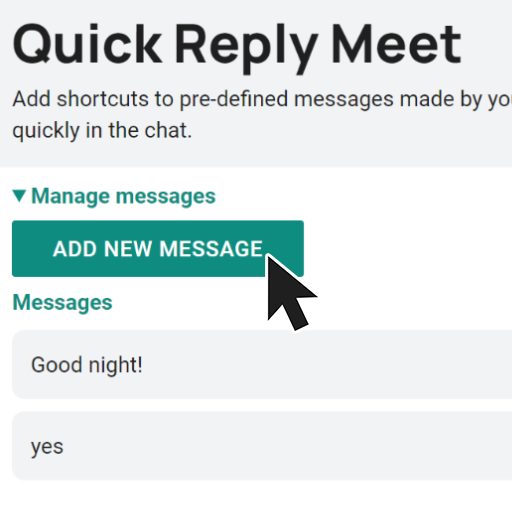 Quick Reply Meet
Add shortcuts to pre-defined messages made by
quickly in the chat.
Manage messages
ADD NEW MESSAGE
Messages
Good night!
yes